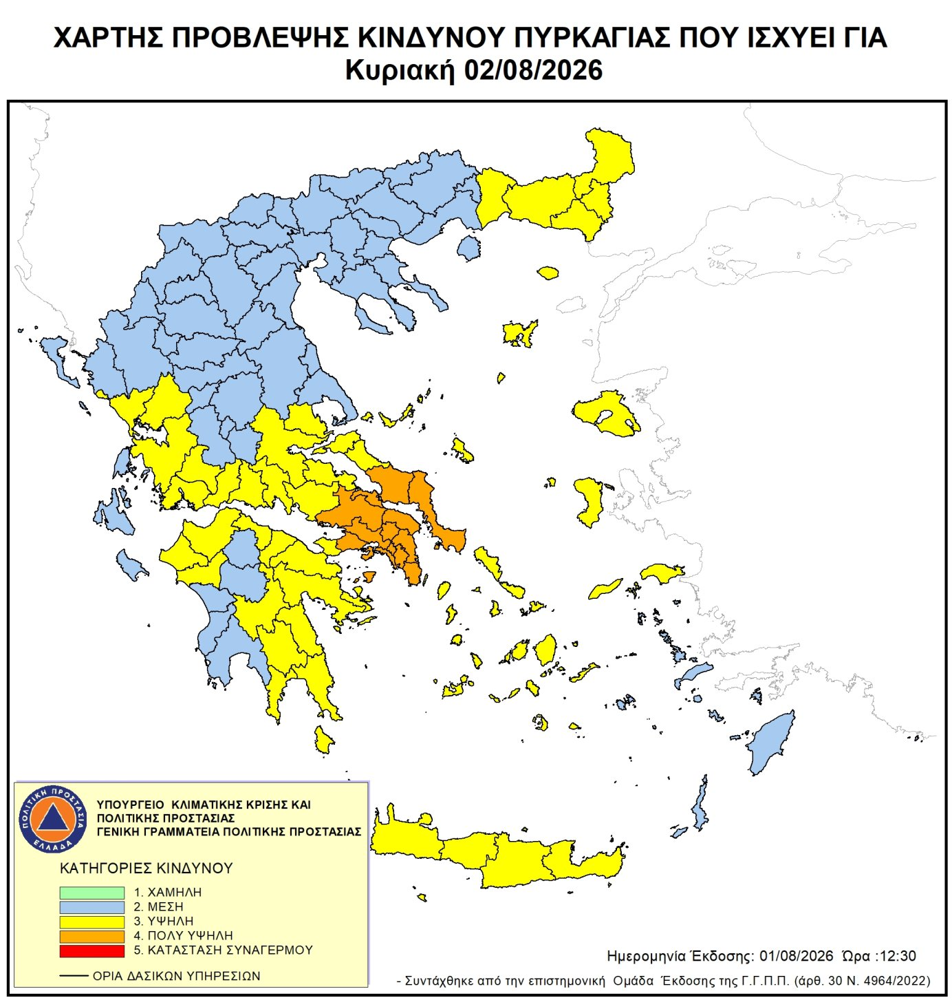 ΧΑΡΤΗΣ ΠΡΟΒΛΕΨΗΣ ΚΙΝΔΥΝΟΥ ΠΥΡΚΑΓΙΑΣ ΠΟΥ ΙΣΧΥΕΙ ΓΙΑ
Κυριακή 02/08/2026
ΠΟΛΙΤΙΚΗ ΠΡΟΣΤΑΣΙΑ
ΕΛΛΑΔΑ
ΥΠΟΥΡΓΕΙΟ ΚΛΙΜΑΤΙΚΗΣ ΚΡΙΣΗΣ ΚΑΙ
ΠΟΛΙΤΙΚΗΣ ΠΡΟΣΤΑΣΙΑΣ
ΓΕΝΙΚΗ ΓΡΑΜΜΑΤΕΙΑ ΠΟΛΙΤΙΚΗΣ ΠΡΟΣΤΑΣΙΑΣ
ΚΑΤΗΓΟΡΙΕΣ ΚΙΝΔΥΝΟΥ
1. ΧΑΜΗΛΗ
2. ΜΕΣΗ
3. ΥΨΗΛΗ
4. ΠΟΛΥ ΥΨΗΛΗ
5. ΚΑΤΑΣΤΑΣΗ ΣΥΝΑΓΕΡΜΟΥ
ΟΡΙΑ ΔΑΣΙΚΩΝ ΥΠΗΡΕΣΙΩΝ
Ημερομηνία Έκδοσης: 01/08/2026 Ώρα :12:30
- Συντάχθηκε από την επιστημονική Ομάδα Έκδοσης της Γ.Γ.Π.Π. (άρθ. 30 Ν. 4964/2022)